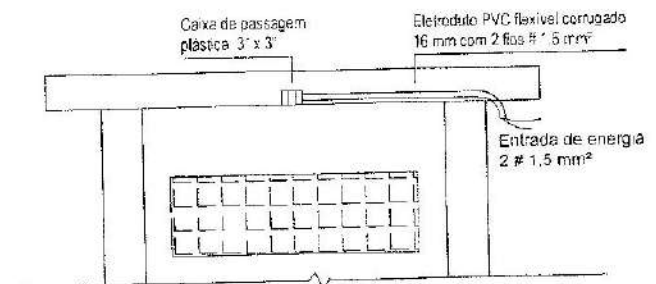 Caixa de passagem
plástica 3" x 3"
Eletroduto PVC flexível corrugado
16 mm com 2 fios # 1,5 mm²
Entrada de energia
2 # 1,5 mm²